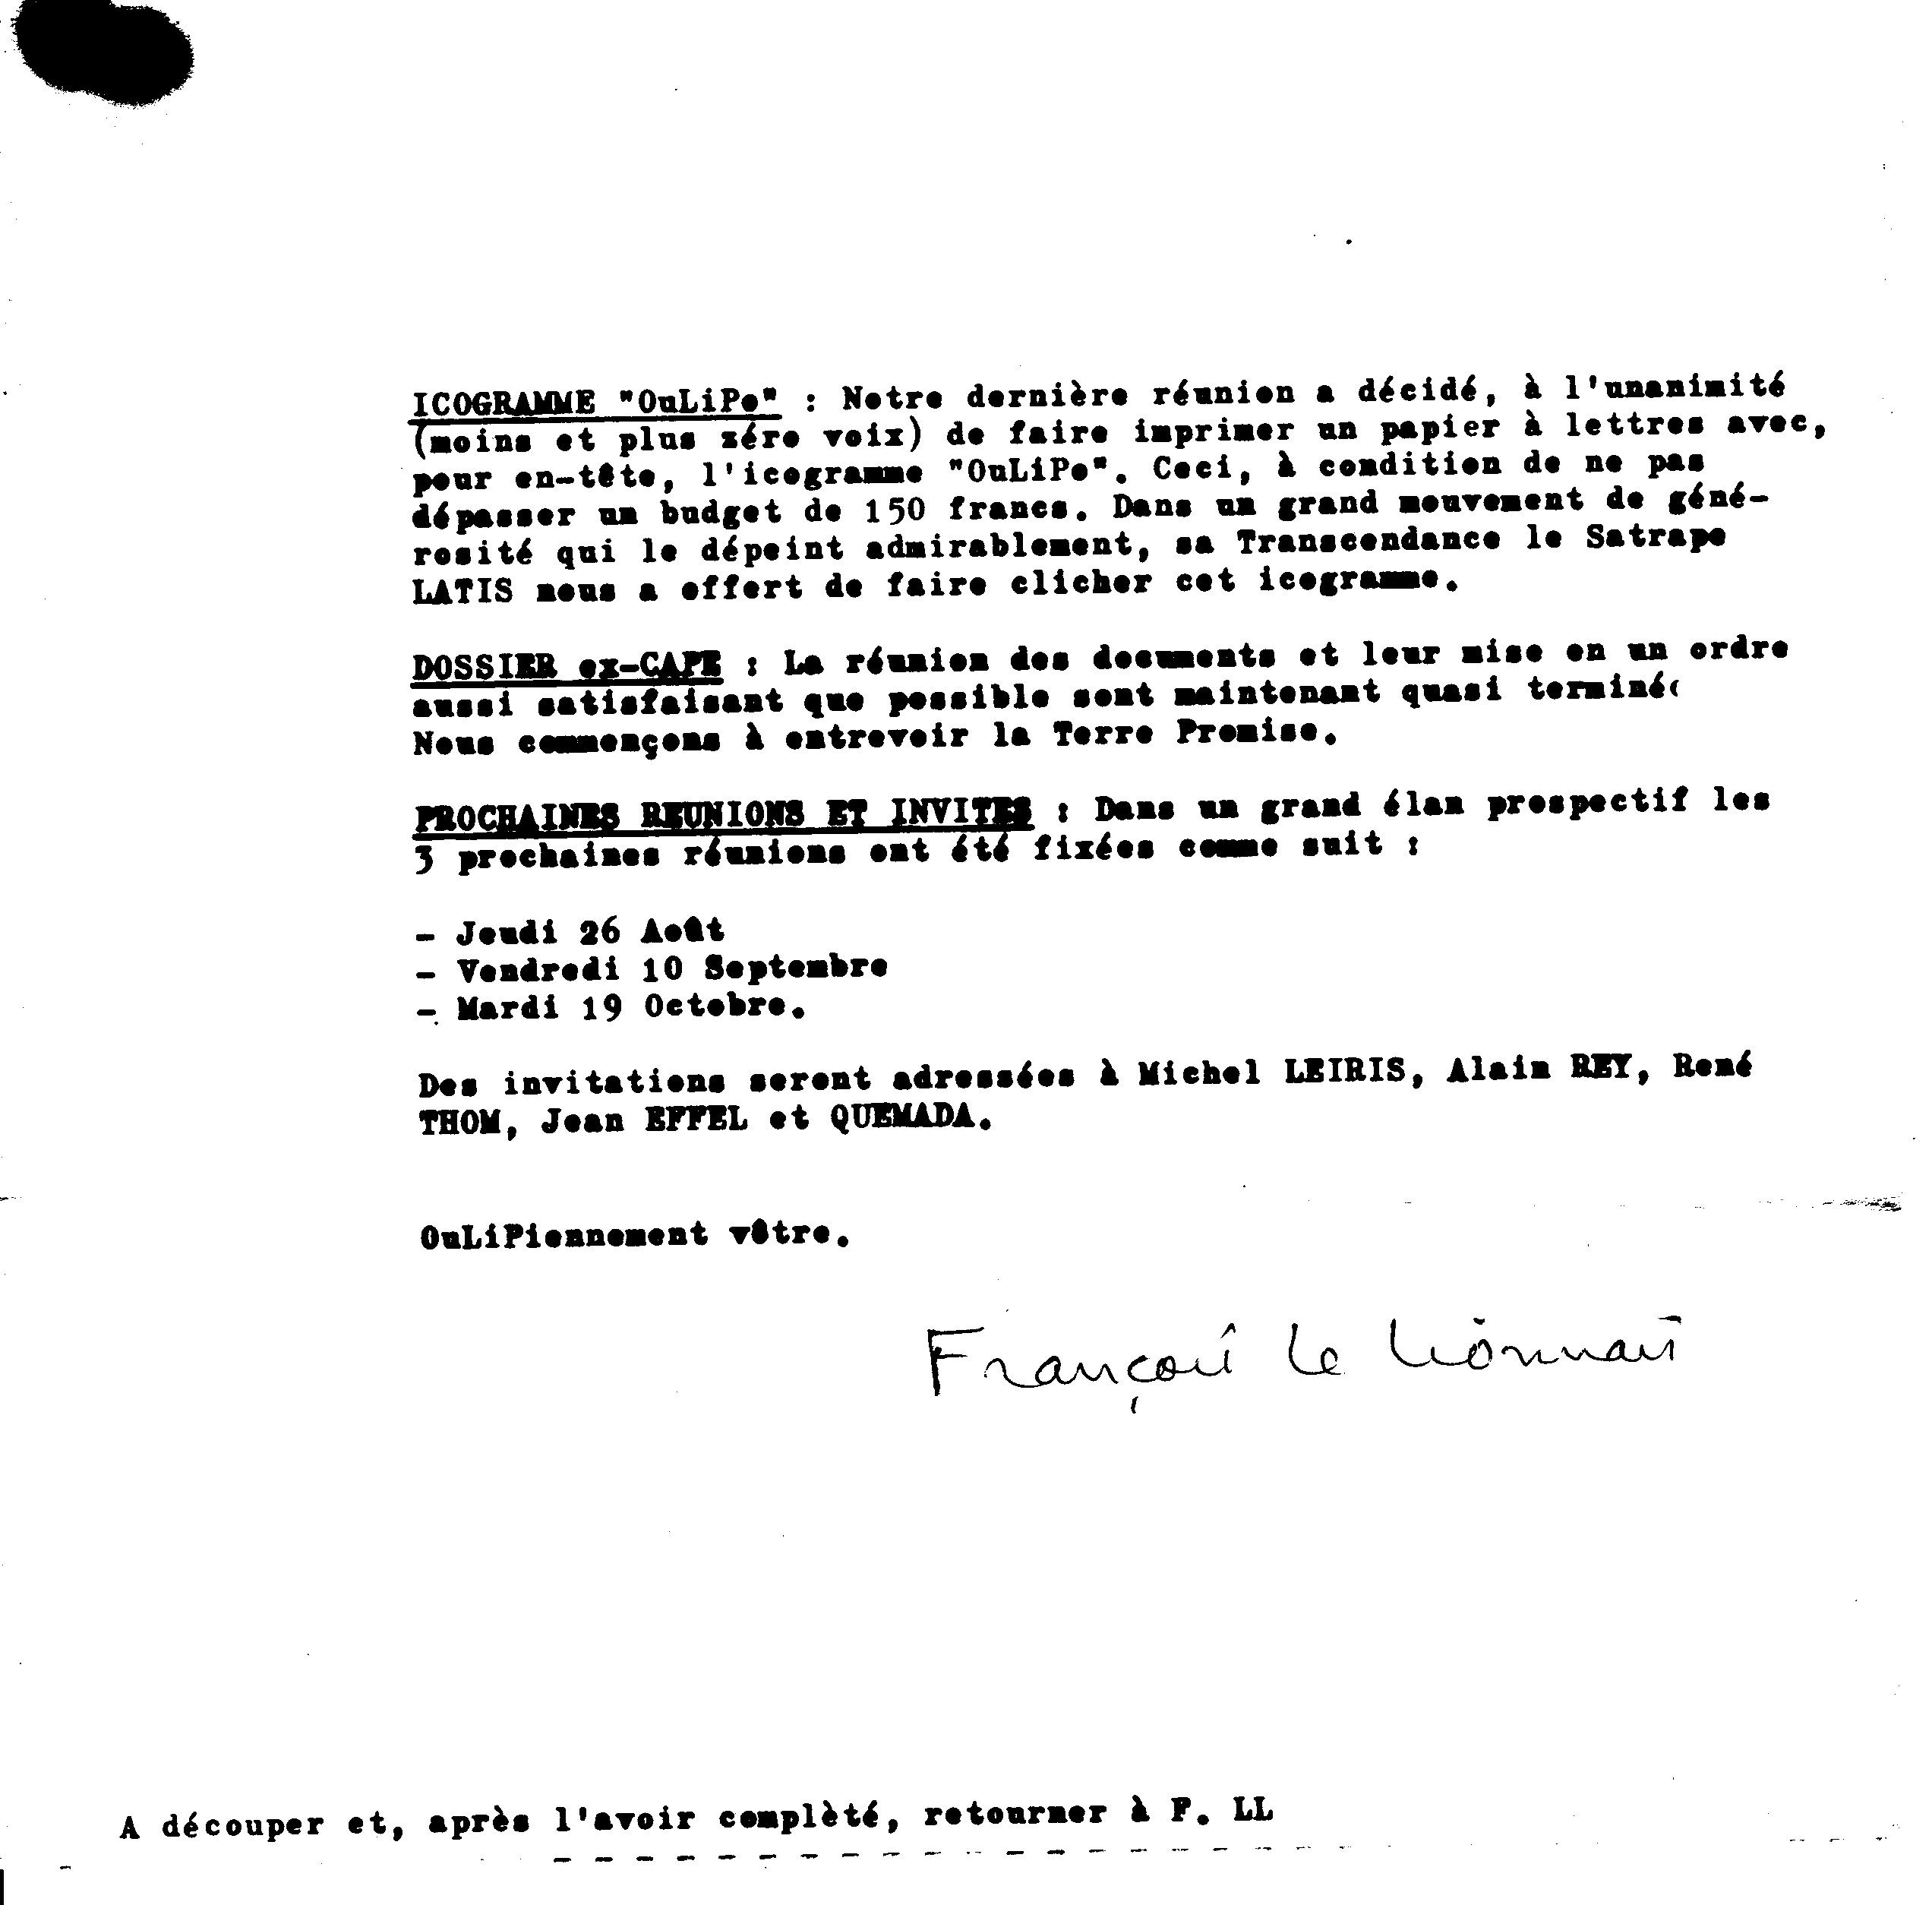 ICOGRAMME "OuLiPo" : Notre dernière réunion a décidé, à l'unanimité
(moins et plus zéro voix) de faire imprimer un papier à lettres avec,
pour en-tête, l'icogramme "OuLiPo". Ceci, à condition de ne pas
dépasser un budget de 150 francs. Dans un grand mouvement de géné-
rosité qui le dépeint admirablement, sa Transcendance le Satrape
LATIS nous a offert de faire clicher cet icogramme.
DOSSIER ex-CAPE : La réunion des documents et leur mise en un ordre
aussi satisfaisant que possible sont maintenant quasi
Nous commençons à entrevoir la Terre Promise.
PROCHAINES REUNIONS ET INVITES : Dans un grand élan prospectif les
3 prochaines réunions ont été fixées comme suit :
- Jeudi 26 Août
- Vendredi 10 Septembre
- Mardi 19 Octobre.
Des invitations seront adressées à Michel LEIRIS, Alain REY, René
THOM, Jean EFFEL et QUEMADA.
OuLiPiennement vôtre.
François Le Lionnais
A découper et, après l'avoir complèté, retourner à F. LL